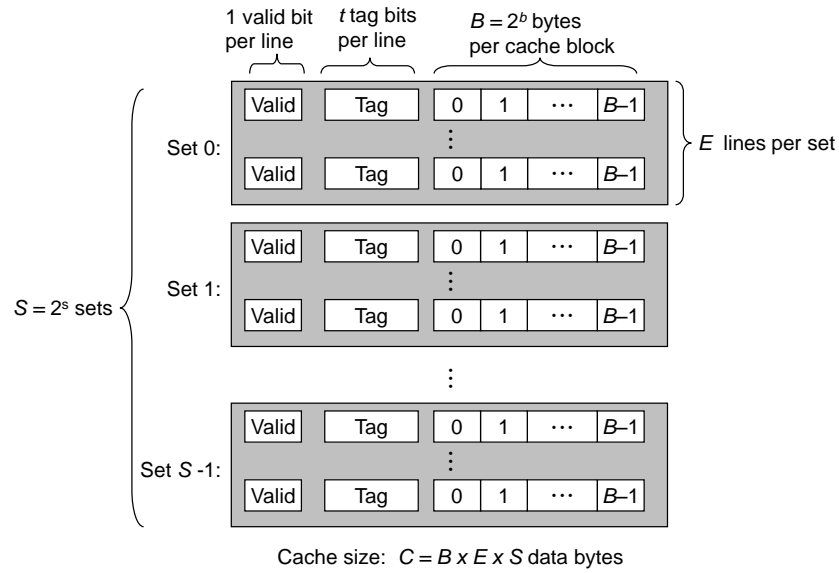 1 valid bit per line
t tag bits per line
B = 2ᵇ bytes per cache block
Valid Tag 0 1 ··· B–1
⋮
Set 0:
Valid Tag 0 1 ··· B–1
E lines per set
Valid Tag 0 1 ··· B–1
Set 1:
⋮
Valid Tag 0 1 ··· B–1
S = 2ˢ sets
⋮
Valid Tag 0 1 ··· B–1
⋮
Set S -1:
Valid Tag 0 1 ··· B–1
Cache size: C = B x E x S data bytes